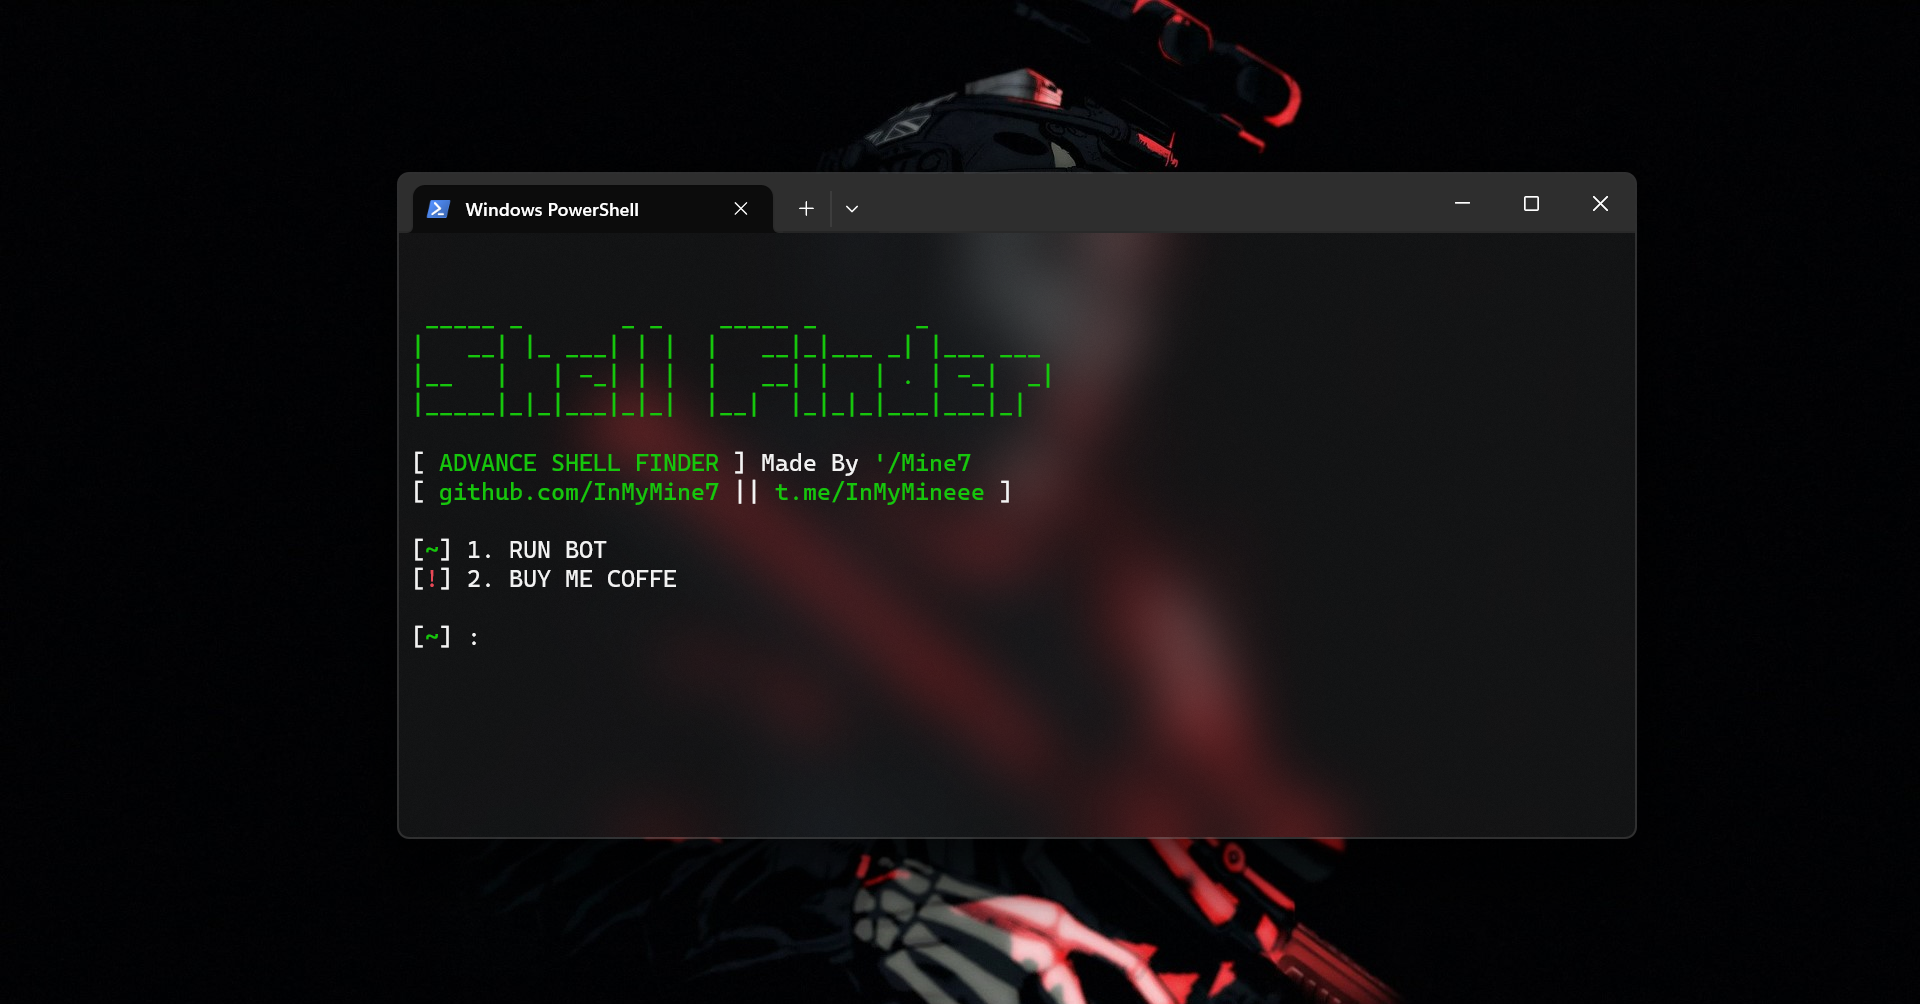 Windows PowerShell
Shell Finder
[ ADVANCE SHELL FINDER ] Made By '/Mine7
[ github.com/InMyMine7 || t.me/InMyMineee ]
[~] 1. RUN BOT
[!] 2. BUY ME COFFE
[~] :